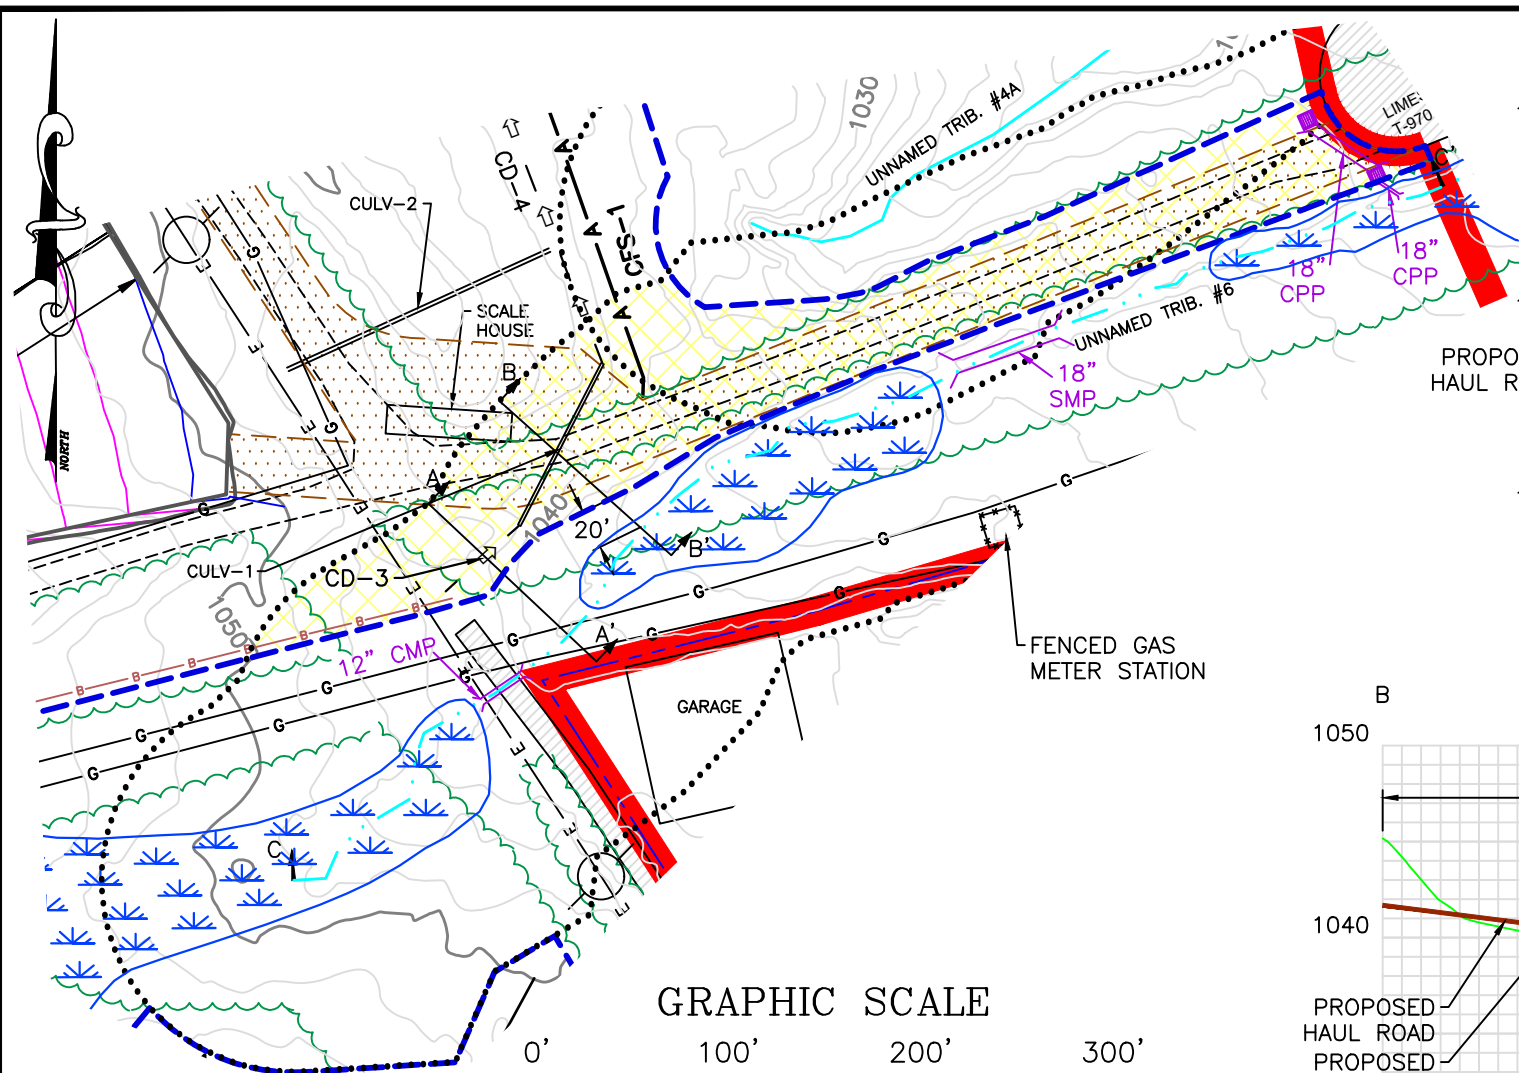 1030
UNNAMED TRIB. #4A
LIME
T-970
C'
CULV-2
CD-4
CFS-1
A
A
A
G
E
E
SCALE
HOUSE
18"
CPP
18"
CPP
UNNAMED TRIB. #6
PROPO
HAUL R
18"
SMP
B
E
G
A
NORTH
G
E
1040
20'
B'
G
G
CULV-1
CD-3
E
G
G
1050
B
B
B
B
B
B
B
A'
G
G
FENCED GAS
METER STATION
12" CMP
E
G
G
G
G
GARAGE
B
1050
E
E
E
C
E
1040
GRAPHIC SCALE
PROPOSED
HAUL ROAD
PROPOSED
0'
100'
200'
300'